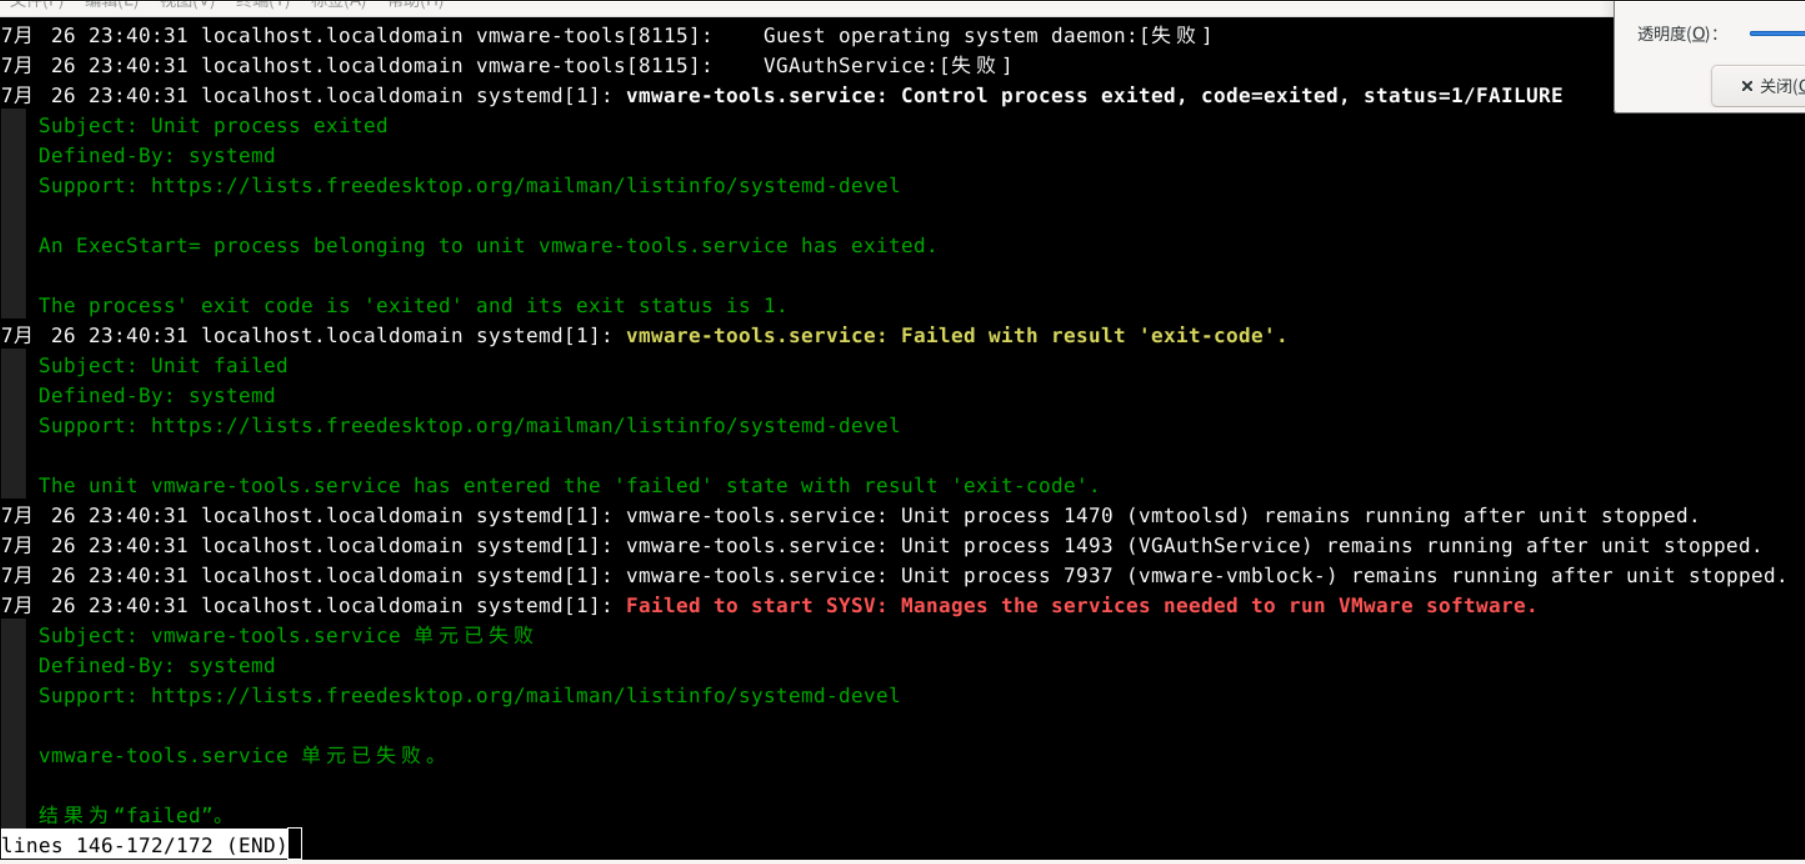 文件(F) 编辑(E) 视图(V) 终端(T) 标签(A) 帮助(H)
透明度(O):
关闭(C
7月 26 23:40:31 localhost.localdomain vmware-tools[8115]: Guest operating system daemon:[失败]
7月 26 23:40:31 localhost.localdomain vmware-tools[8115]: VGAuthService:[失败]
7月 26 23:40:31 localhost.localdomain systemd[1]: vmware-tools.service: Control process exited, code=exited, status=1/FAILURE
Subject: Unit process exited
Defined-By: systemd
Support: https://lists.freedesktop.org/mailman/listinfo/systemd-devel
An ExecStart= process belonging to unit vmware-tools.service has exited.
The process' exit code is 'exited' and its exit status is 1.
7月 26 23:40:31 localhost.localdomain systemd[1]: vmware-tools.service: Failed with result 'exit-code'.
Subject: Unit failed
Defined-By: systemd
Support: https://lists.freedesktop.org/mailman/listinfo/systemd-devel
The unit vmware-tools.service has entered the 'failed' state with result 'exit-code'.
7月 26 23:40:31 localhost.localdomain systemd[1]: vmware-tools.service: Unit process 1470 (vmtoolsd) remains running after unit stopped.
7月 26 23:40:31 localhost.localdomain systemd[1]: vmware-tools.service: Unit process 1493 (VGAuthService) remains running after unit stopped.
7月 26 23:40:31 localhost.localdomain systemd[1]: vmware-tools.service: Unit process 7937 (vmware-vmblock-) remains running after unit stopped.
7月 26 23:40:31 localhost.localdomain systemd[1]: Failed to start SYSV: Manages the services needed to run VMware software.
Subject: vmware-tools.service 单元已失败
Defined-By: systemd
Support: https://lists.freedesktop.org/mailman/listinfo/systemd-devel
vmware-tools.service 单元已失败。
结果为“failed”。
lines 146-172/172 (END)